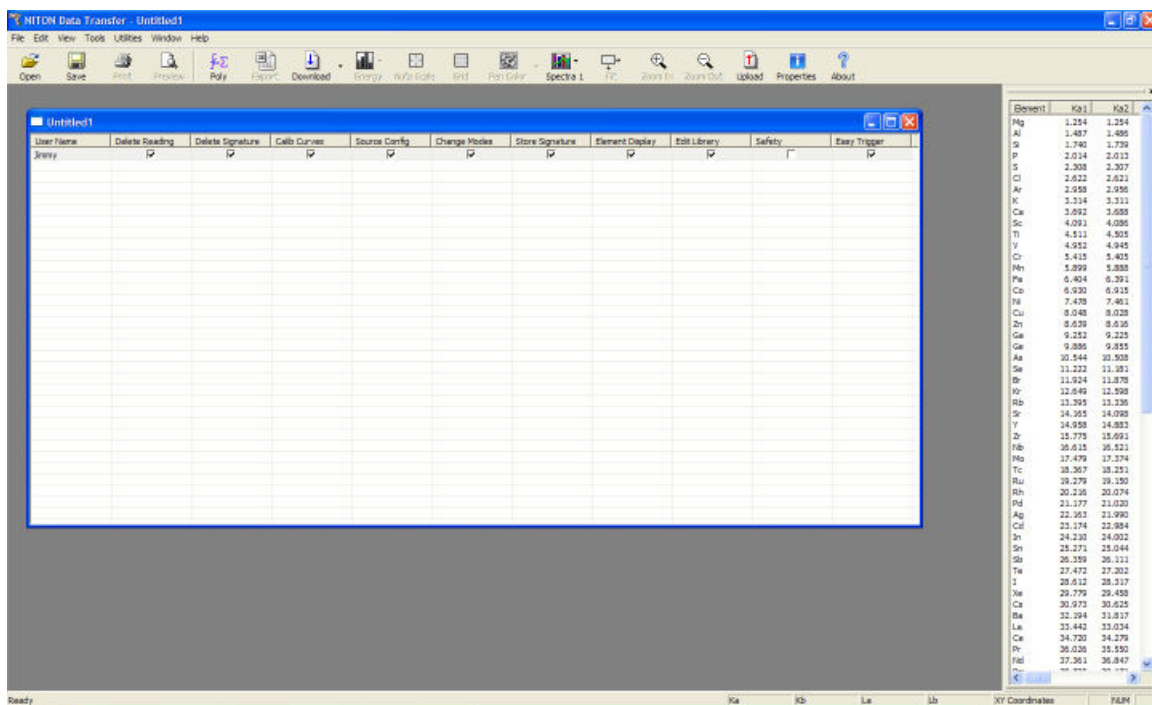 NITON Data Transfer - Untitled1
File Edit View Tools Utilities Window Help
Open Save Print Preview Poly Export Download Energy Auto Scale Grid Pen Color Spectra 1 Fit Zoom In Zoom Out Upload Properties About
Untitled1
User Name Delete Reading Delete Signature Calib Curves Source Config Change Modes Store Signature Element Display Edit Library Safety Easy Trigger
Jimmy
Element Ka1 Ka2
Mg 1.254 1.254
Al 1.487 1.486
Si 1.740 1.739
P 2.014 2.013
S 2.308 2.307
Cl 2.622 2.621
Ar 2.958 2.956
K 3.314 3.311
Ca 3.692 3.688
Sc 4.091 4.086
Ti 4.511 4.505
V 4.952 4.945
Cr 5.415 5.405
Mn 5.899 5.888
Fe 6.404 6.391
Co 6.930 6.915
Ni 7.478 7.461
Cu 8.048 8.028
Zn 8.639 8.616
Ga 9.252 9.225
Ge 9.886 9.855
As 10.544 10.508
Se 11.222 11.181
Br 11.924 11.878
Kr 12.649 12.598
Rb 13.395 13.336
Sr 14.165 14.098
Y 14.958 14.883
Zr 15.775 15.691
Nb 16.615 16.521
Mo 17.479 17.374
Tc 18.367 18.251
Ru 19.279 19.150
Rh 20.216 20.074
Pd 21.177 21.020
Ag 22.163 21.990
Cd 23.174 22.984
In 24.210 24.002
Sn 25.271 25.044
Sb 26.359 26.111
Te 27.472 27.202
I 28.612 28.317
Xe 29.779 29.458
Cs 30.973 30.625
Ba 32.194 31.817
La 33.442 33.034
Ce 34.720 34.279
Pr 36.026 35.550
Nd 37.361 36.847
Ready Ka Kb La Lb XY Coordinates NUM